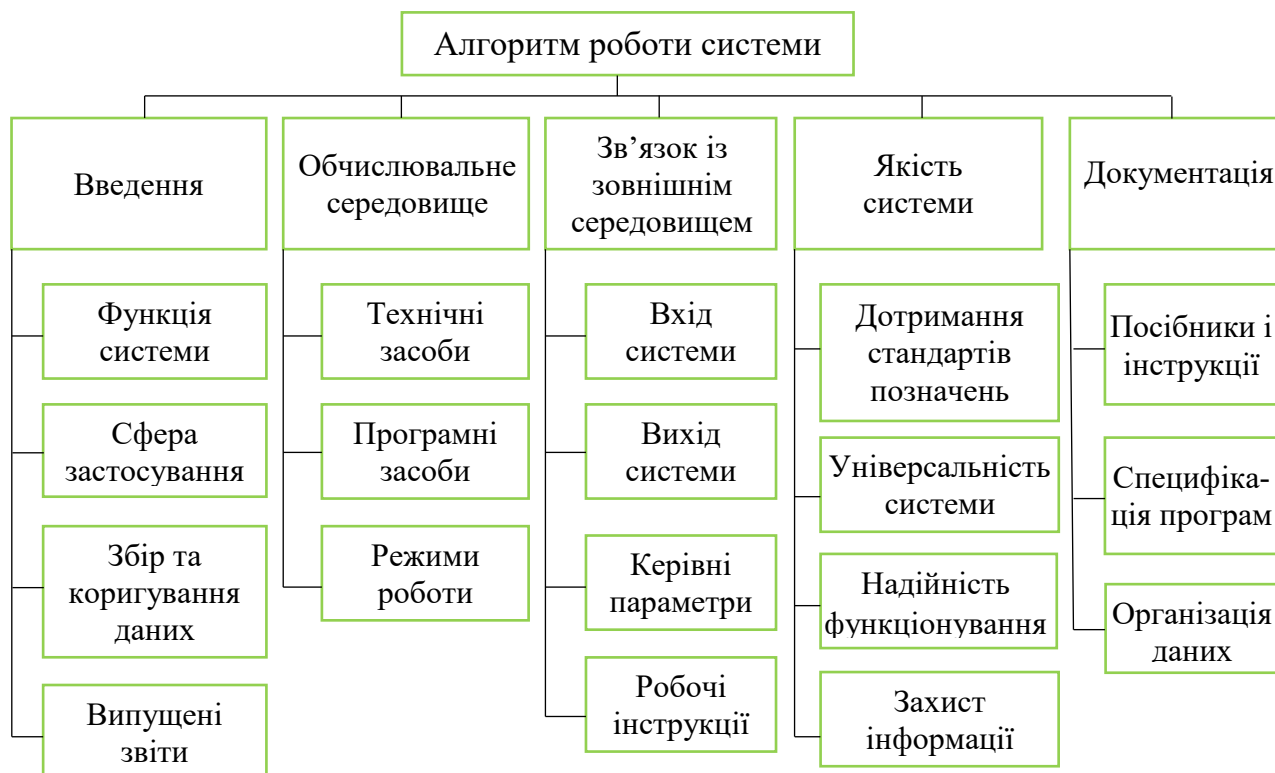 Алгоритм роботи системи
Введення
Обчислювальне
середовище
Зв’язок із
зовнішнім
середовищем
Якість
системи
Документація
Функція
системи
Сфера
застосування
Збір та
коригування
даних
Випущені
звіти
Технічні
засоби
Програмні
засоби
Режими
роботи
Вхід
системи
Вихід
системи
Керівні
параметри
Робочі
інструкції
Дотримання
стандартів
позначень
Універсальність
системи
Надійність
функціонування
Захист
інформації
Посібники і
інструкції
Специфіка-
ція програм
Організація
даних